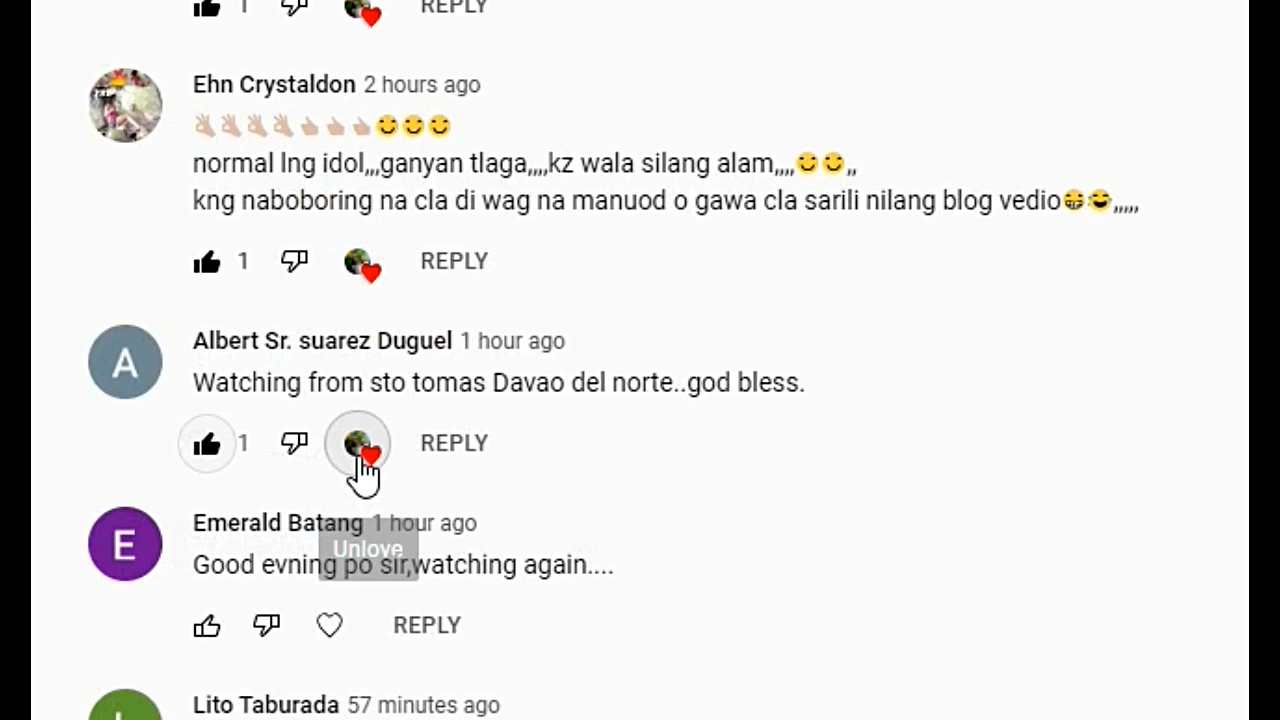 1 REPLY
Ehn Crystaldon 2 hours ago
👌🏼👌🏼👌🏼👌🏼👍🏼👍🏼👍🏼😊😊😊
normal lng idol,,,ganyan tlaga,,,,kz wala silang alam,,,,😊😊,,
kng naboboring na cla di wag na manuod o gawa cla sarili nilang blog vedio😁😂,,,,,
1 REPLY
A
Albert Sr. suarez Duguel 1 hour ago
Watching from sto tomas Davao del norte..god bless.
1 REPLY
E
Emerald Batang 1 hour ago
Unlove
Good evning po sir,watching again....
REPLY
Lito Taburada 57 minutes ago